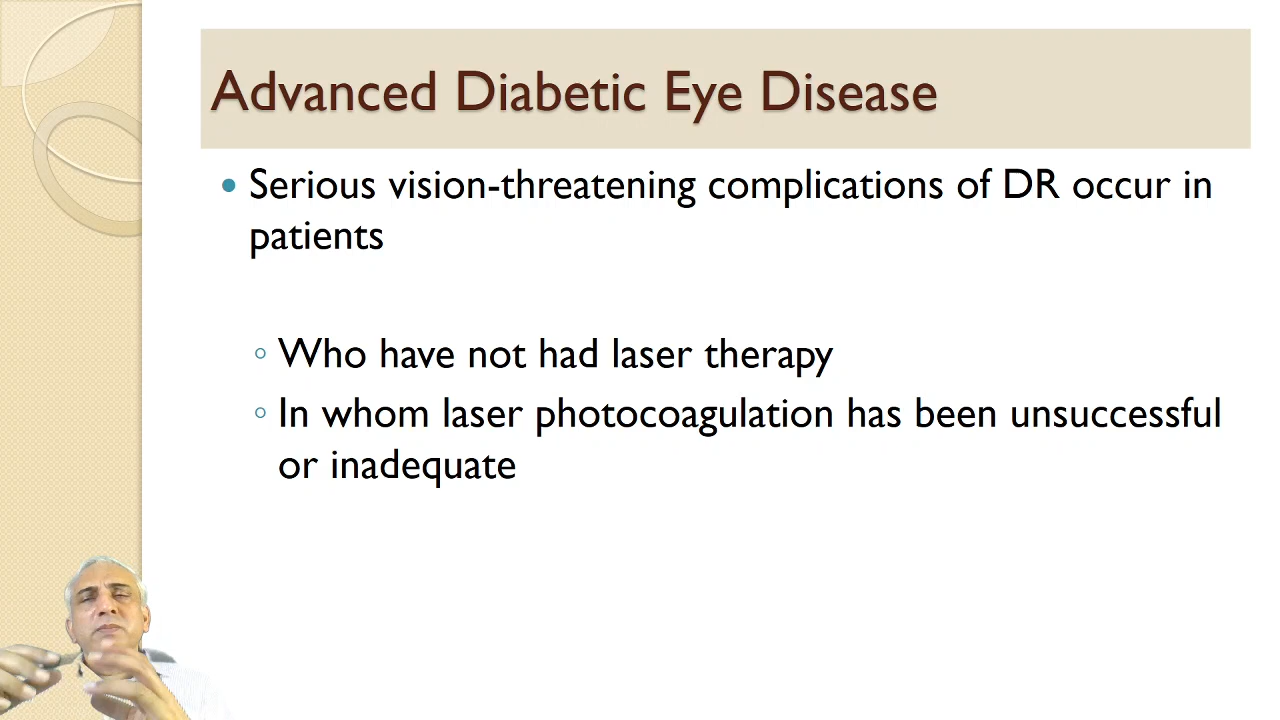 Advanced Diabetic Eye Disease
• Serious vision-threatening complications of DR occur in
patients
◦ Who have not had laser therapy
◦ In whom laser photocoagulation has been unsuccessful
or inadequate